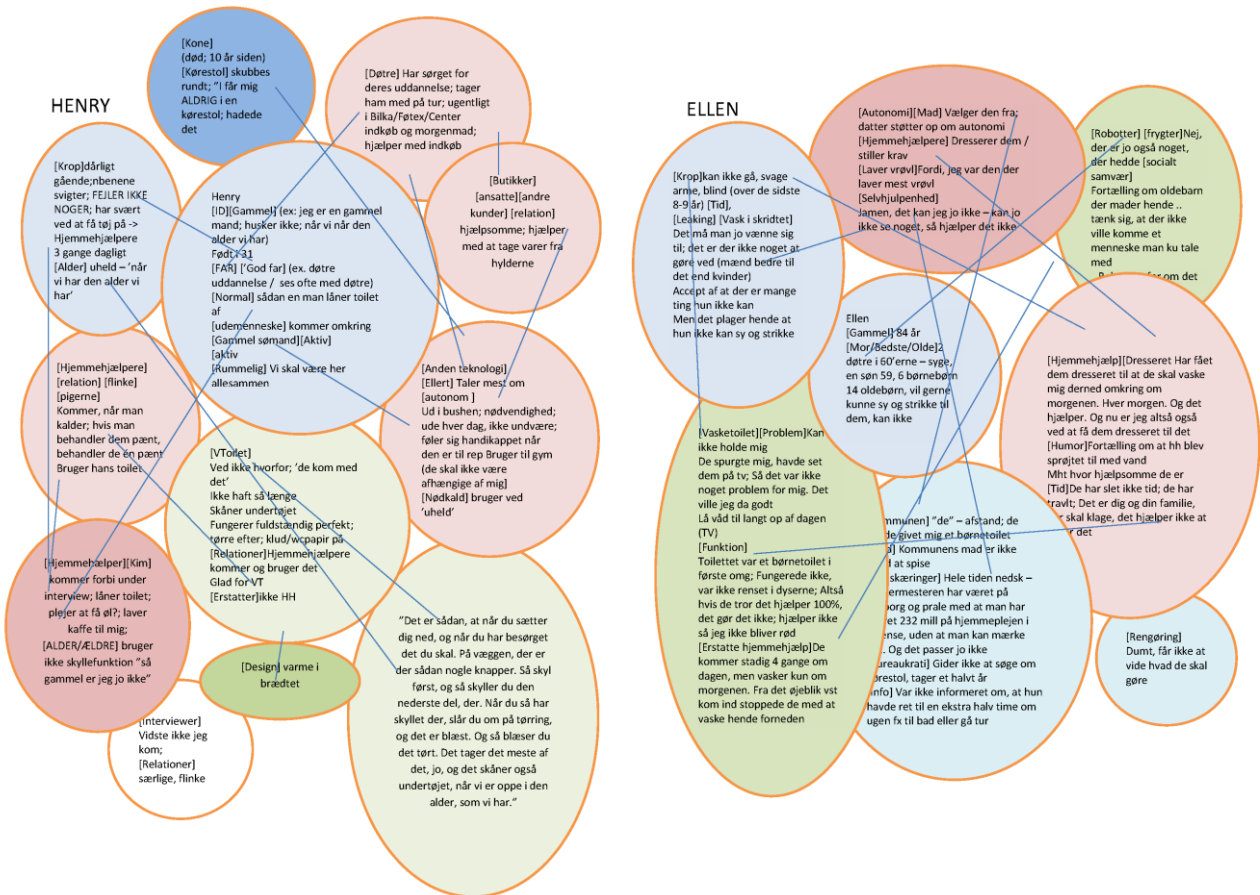 HENRY
[Kone]
(død; 10 år siden)
[Kørestol] skubbes
rundt; "I får mig
ALDRIG i en
kørestol; hadede
det
[Døtre] Har sørget for
deres uddannelse; tager
ham med på tur; ugentligt
i Bilka/Føtex/Center
indkøb og morgenmad;
hjælper med indkøb
[Krop]dårligt
gående;nbenene
svigter; FEJLER IKKE
NOGER; har svært
ved at få tøj på ->
Hjemmehjælpere
3 gange dagligt
[Alder] uheld – 'når
vi har den alder vi
har'
Henry
[ID][Gammel] (ex: jeg er en gammel
mand; husker ikke; når vi når den
alder vi har)
Født i 31
[FAR] ['God far] (ex. døtre
uddannelse / ses ofte med døtre)
[Normal] sådan en man låner toilet
af
[udemenneske] kommer omkring
[Gammel sømand][Aktiv]
[aktiv
[Rummelig] Vi skal være her
allesammen
[Butikker]
[ansatte][andre
kunder] [relation]
hjælpsomme; hjælper
med at tage varer fra
hylderne
[Hjemmehjælpere]
[relation] [flinke]
[pigerne]
Kommer, når man
kalder; hvis man
behandler dem pænt,
behandler de én pænt
Bruger hans toilet
[Anden teknologi]
[Ellert] Taler mest om
[autonom ]
Ud i bushen; nødvendighed;
ude hver dag, ikke undvære;
føler sig handikappet når
den er til rep Bruger til gym
(de skal ikke være
afhængige af mig]
[Nødkald] bruger ved
'uheld'
[VToilet]
Ved ikke hvorfor; 'de kom med
det'
Ikke haft så længe
Skåner undertøjet
Fungerer fuldstændig perfekt;
tørre efter; klud/wcpapir på
[Relationer]Hjemmehjælpere
kommer og bruger det
Glad for VT
[Erstatter]ikke HH
[Hjemmehælper][Kim]
kommer forbi under
interview; låner toilet;
plejer at få øl?; laver
kaffe til mig;
[ALDER/ÆLDRE] bruger
ikke skyllefunktion "så
gammel er jeg jo ikke"
[Design] varme i
brædtet
[Interviewer]
Vidste ikke jeg
kom;
[Relationer]
særlige, flinke
"Det er sådan, at når du sætter
dig ned, og når du har besørget
det du skal. På væggen, der er
der sådan nogle knapper. Så skyl
først, og så skyller du den
nederste del, der. Når du så har
skyllet der, slår du om på tørring,
og det er blæst. Og så blæser du
det tørt. Det tager det meste af
det, jo, og det skåner også
undertøjet, når vi er oppe i den
alder, som vi har."
ELLEN
[Autonomi][Mad] Vælger den fra;
datter støtter op om autonomi
[Hjemmehjælpere] Dresserer dem /
stiller krav
[Laver vrøvl]Fordi, jeg var den der
laver mest vrøvl
[Selvhjulpenhed]
Jamen, det kan jeg jo ikke – kan jo
ikke se noget, så hjælper det ikke
[Robotter] [frygter]Nej,
der er jo også noget,
der hedde [socialt
samvær]
Fortælling om oldebarn
der mader hende ..
tænk sig, at der ikke
ville komme et
menneske man ku tale
med
for om det
[Krop]kan ikke gå, svage
arme, blind (over de sidste
8-9 år) [Tid],
[Leaking] [Vask i skridtet]
Det må man jo vænne sig
til; det er der ikke noget at
gøre ved (mænd bedre til
det end kvinder)
Accept af at der er mange
ting hun ikke kan
Men det plager hende at
hun ikke kan sy og strikke
Ellen
[Gammel] 84 år
[Mor/Bedste/Olde]2
døtre i 60'erne – syge,
en søn 59, 6 børnebørn
14 oldebørn, vil gerne
kunne sy og strikke til
dem, kan ikke
[Hjemmehjælp][Dresseret Har fået
dem dresseret til at de skal vaske
mig derned omkring om
morgenen. Hver morgen. Og det
hjælper. Og nu er jeg altså også
ved at få dem dresseret til det
[Humor]Fortælling om at hh blev
sprøjtet til med vand
Mht hvor hjælpsomme de er
[Tid]De har slet ikke tid; de har
travlt; Det er dig og din familie,
skal klage, det hjælper ikke at
det
[Vasketoilet][Problem]Kan
ikke holde mig
De spurgte mig, havde set
dem på tv; Så det var ikke
noget problem for mig. Det
ville jeg da godt
Lå våd til langt op af dagen
(TV)
[Funktion]
Toilettet var et børnetoilet i
første omg; Fungerede ikke,
var ikke renset i dyserne; Altså
hvis de tror det hjælper 100%,
det gør det ikke; hjælper ikke
så jeg ikke bliver rød
[Erstatte hjemmehjælp]De
kommer stadig 4 gange om
dagen, men vasker kun om
morgenen. Fra det øjeblik vst
kom ind stoppede de med at
vaske hende forneden
mmunen] "de" – afstand; de
de givet mig et børnetoilet
] Kommunens mad er ikke
d at spise
skæringer] Hele tiden nedsk –
ermesteren har været på
borg og prale med at man har
et 232 mill på hjemmeplejen i
ense, uden at man kan mærke
. Og det passer jo ikke
ureaukrati] Gider ikke at søge om
ørestol, tager et halvt år
nfo] Var ikke informeret om, at hun
havde ret til en ekstra halv time om
ugen fx til bad eller gå tur
[Rengøring]
Dumt, får ikke at
vide hvad de skal
gøre